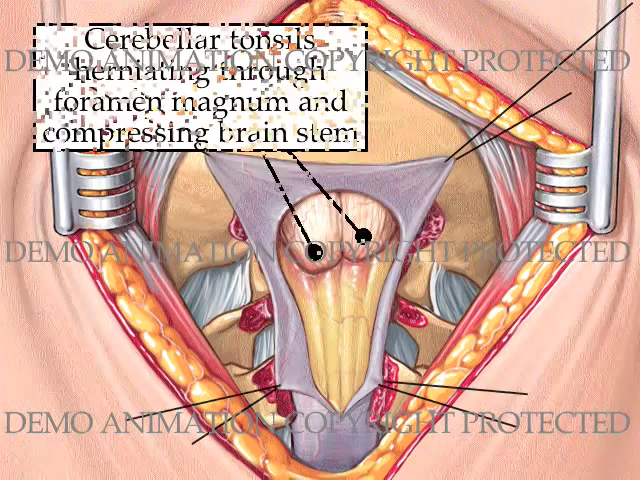 Cerebellar tonsils
DEMO ANIMATION COPYRIGHT PROTECTED
herniating through
foramen magnum and
compressing brain stem
DEMO ANIMATION COPYRIGHT PROTECTED
DEMO ANIMATION COPYRIGHT PROTECTED